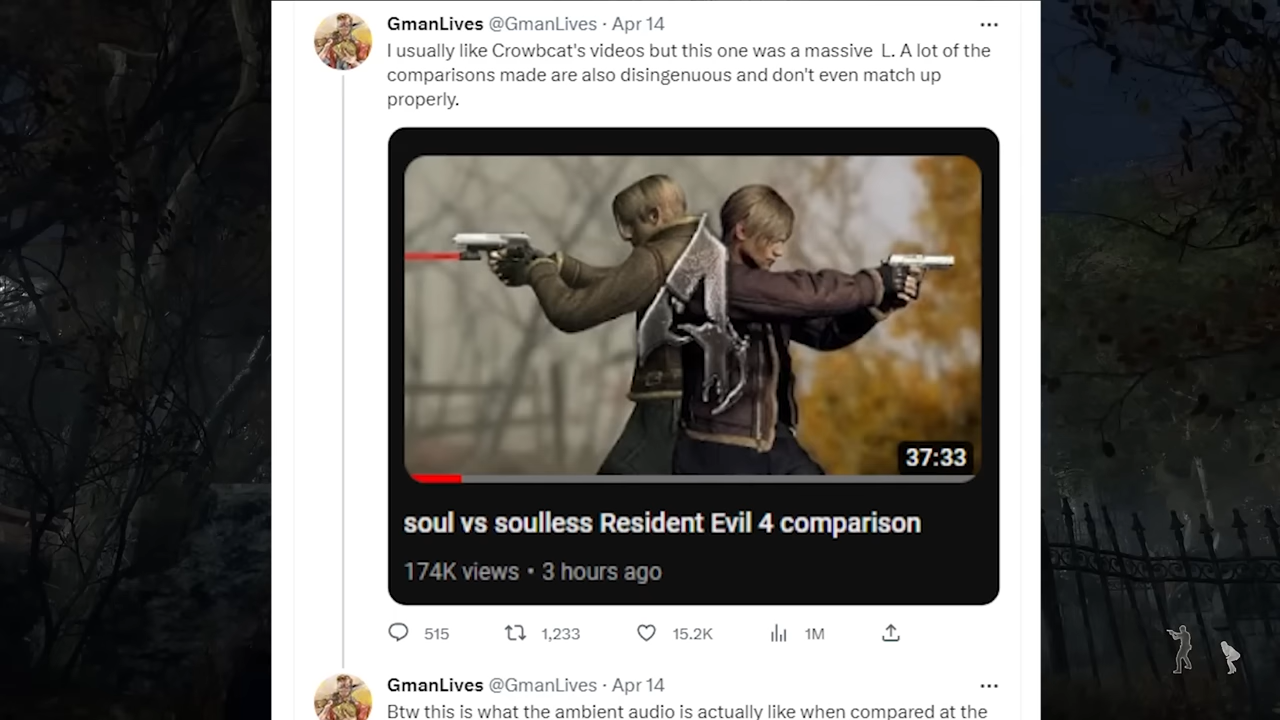 GmanLives @GmanLives · Apr 14
I usually like Crowbcat's videos but this one was a massive  L. A lot of the
comparisons made are also disingenuous and don't even match up
properly.
4
37:33
soul vs soulless Resident Evil 4 comparison
174K views • 3 hours ago
515 1,233 15.2K 1M
GmanLives @GmanLives · Apr 14
Btw this is what the ambient audio is actually like when compared at the